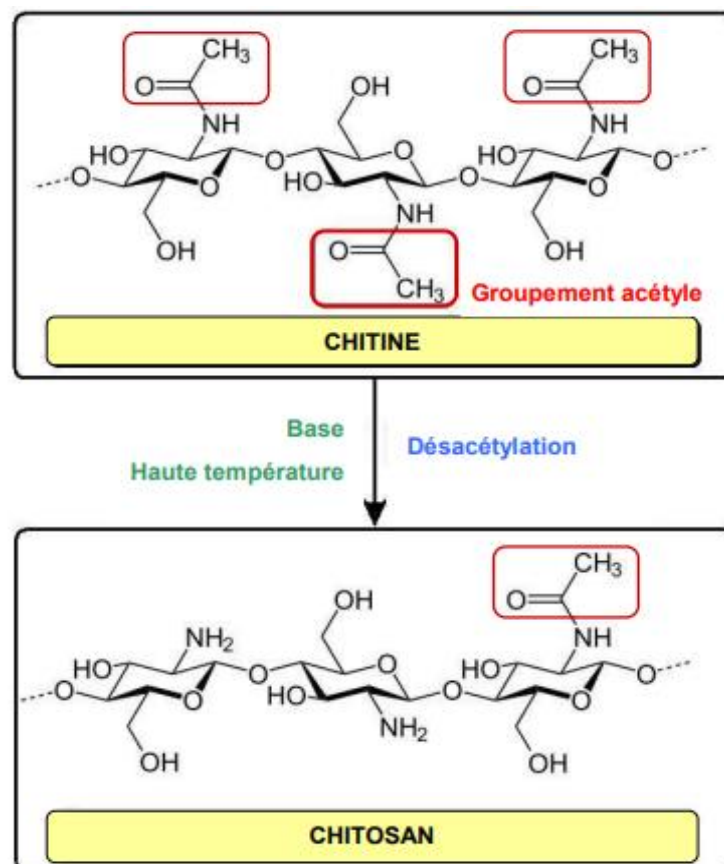 CH₃
CH₃
O
O
NH
OH
NH
HO
O
O
HO
O
O
O
HO
O
O
NH
OH
O
OH
CH₃
Groupement acétyle
CHITINE
Base
Désacétylation
Haute température
CH₃
O
OH
NH₂
NH
HO
O
O
HO
O
O
O
HO
O
O
NH₂
OH
OH
CHITOSAN